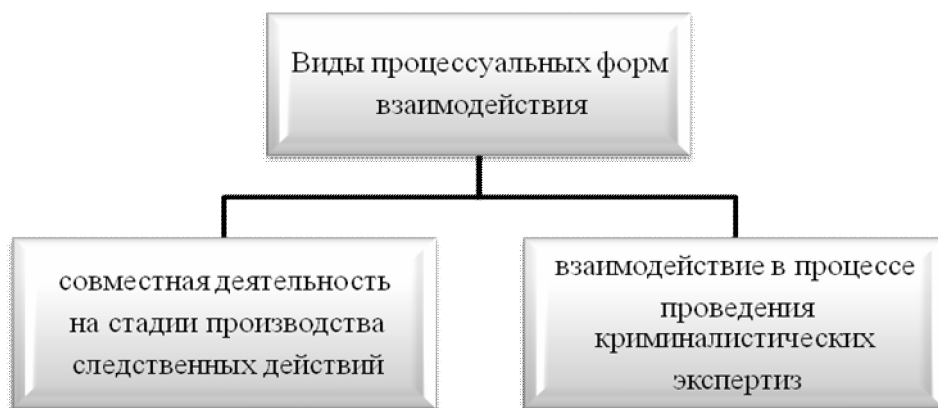 Виды процессуальных форм
взаимодействия
совместная деятельность
на стадии производства
следственных действий
взаимодействие в процессе
проведения
криминалистических
экспертиз